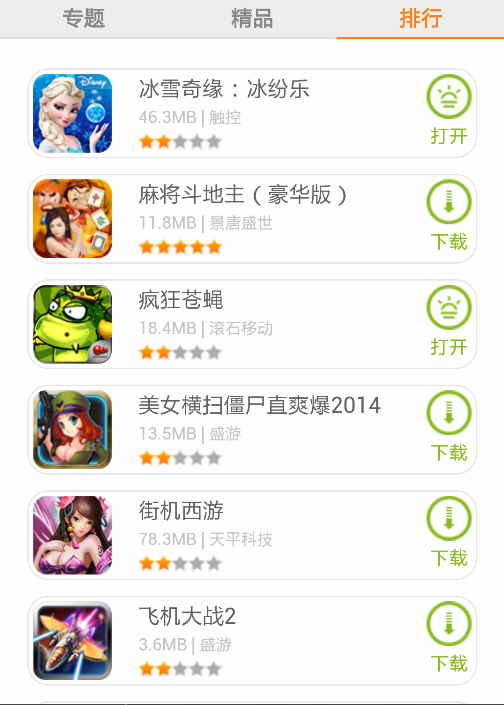 专题 精品 排行
Disney
冰雪奇缘：冰纷乐
46.3MB | 触控
打开
麻将斗地主（豪华版）
11.8MB | 景唐盛世
下载
疯狂苍蝇
18.4MB | 滚石移动
打开
美女横扫僵尸直爽爆2014
13.5MB | 盛游
下载
街机西游
78.3MB | 天平科技
下载
飞机大战2
3.6MB | 盛游
下载